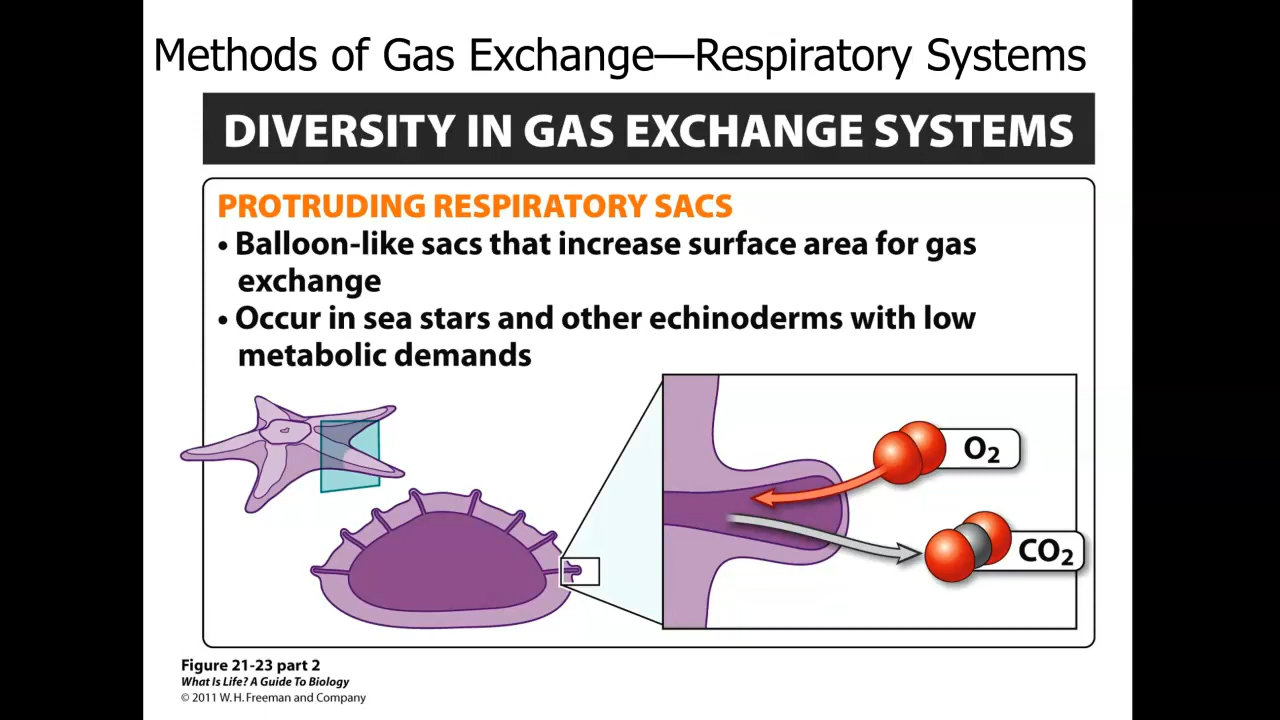 Methods of Gas Exchange—Respiratory Systems
DIVERSITY IN GAS EXCHANGE SYSTEMS
PROTRUDING RESPIRATORY SACS
• Balloon-like sacs that increase surface area for gas
exchange
• Occur in sea stars and other echinoderms with low
metabolic demands
O₂
CO₂
Figure 21-23 part 2
What Is Life? A Guide To Biology
© 2011 W. H. Freeman and Company